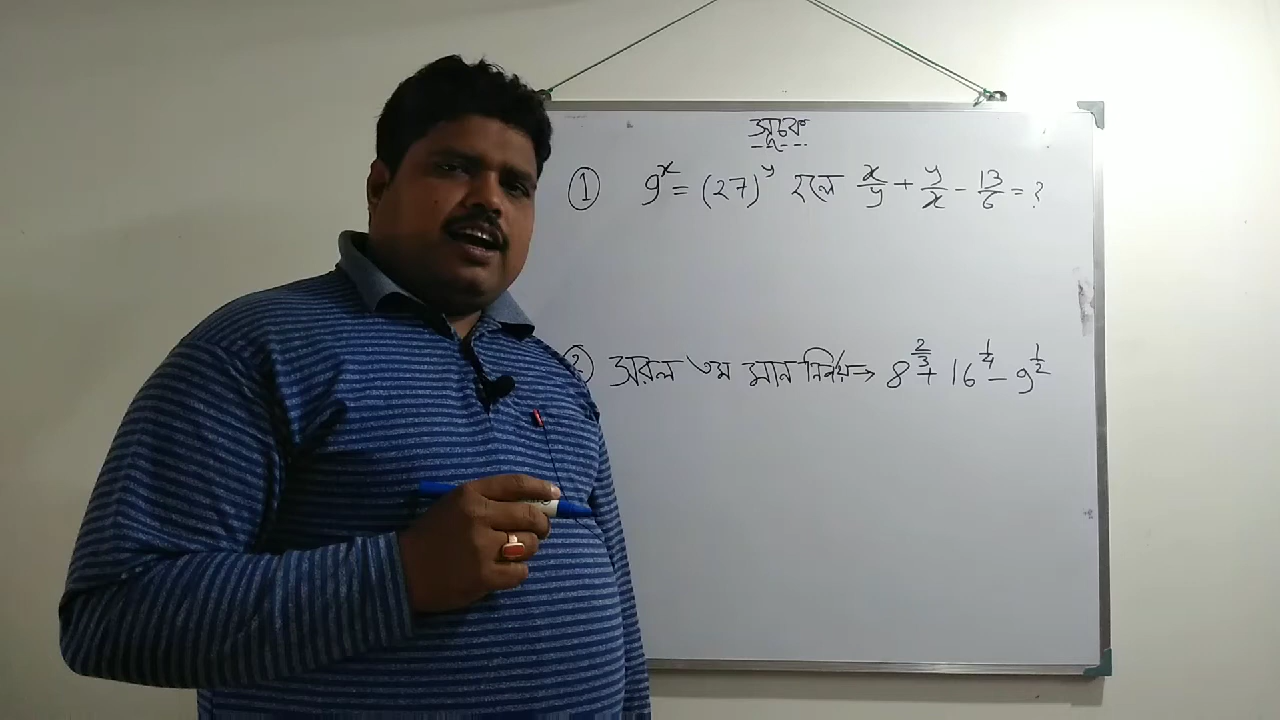 সূচক
① 9^x = (27)^y হলে x/y + y/x - 13/6 = ?
② সরল তম মান নির্ণয় → 8^(2/3) + 16^(1/4) - 9^(1/2)